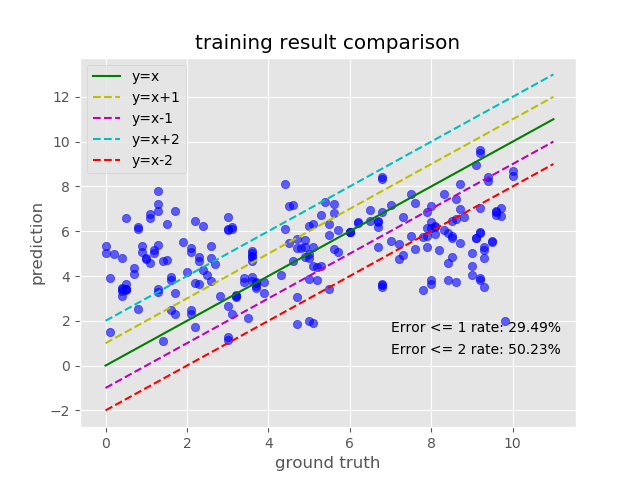 training result comparison
y=x
y=x+1
y=x-1
y=x+2
y=x-2
prediction
12
10
8
6
4
2
0
−2
Error <= 1 rate: 29.49%
Error <= 2 rate: 50.23%
0 2 4 6 8 10
ground truth